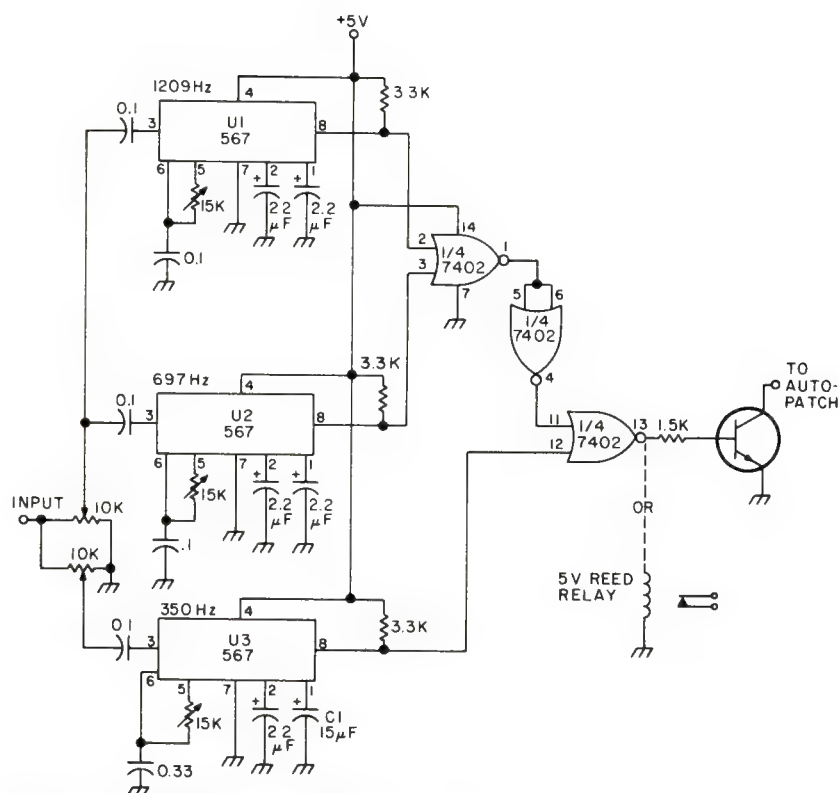 +5V
1209Hz
4
3.3K
0.1
3
U1
567
8
6
5
7
2
1
15K
+
2.2
μF
+
2.2
μF
0.1
14
2
3
1/4
7402
1
7
5
6
1/4
7402
4
3.3K
697Hz
4
0.1
3
U2
567
8
6
5
7
2
1
15K
+
2.2
μF
+
2.2
μF
.1
11
12
1/4
7402
13
1.5K
TO
AUTO-
PATCH
INPUT
10K
10K
OR
350Hz
4
3.3K
0.1
3
U3
567
8
6
5
7
2
1
15K
+
2.2
μF
+
C1
15μF
0.33
5V REED
RELAY